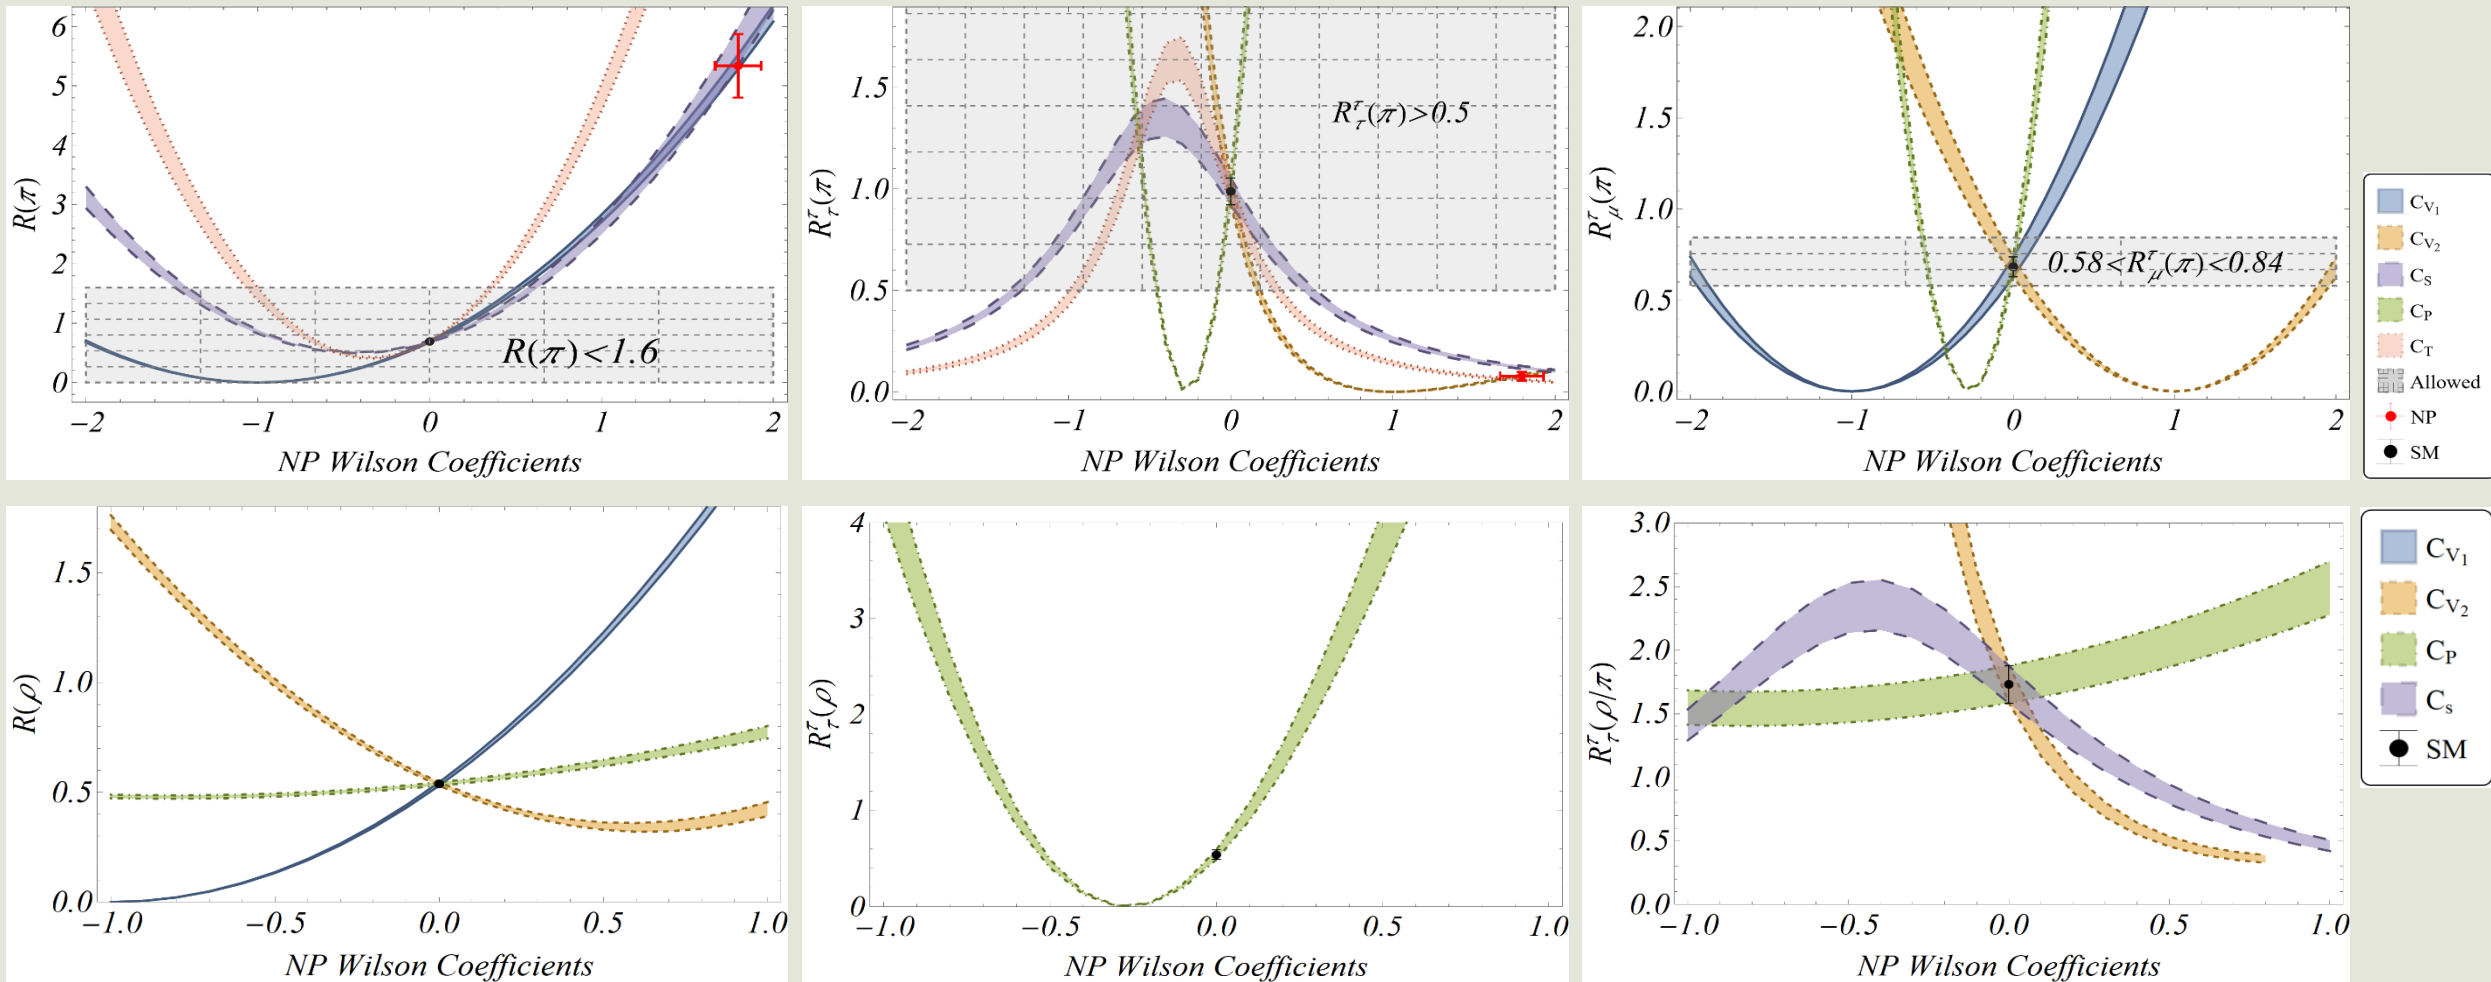 R(π)
6
5
4
3
2
1
0
R(π)<1.6
−2 −1 0 1 2
NP Wilson Coefficients
R^τ_τ(π)
1.5
1.0
0.5
0.0
R^τ_τ(π)>0.5
−2 −1 0 1 2
NP Wilson Coefficients
R^τ_μ(π)
2.0
1.5
1.0
0.5
0.0
0.58<R^τ_μ(π)<0.84
−2 −1 0 1 2
NP Wilson Coefficients
C_V₁
C_V₂
C_S
C_P
C_T
Allowed
NP
SM
R(ρ)
1.5
1.0
0.5
0.0
−1.0 −0.5 0.0 0.5 1.0
NP Wilson Coefficients
R^τ_τ(ρ)
4
3
2
1
0
−1.0 −0.5 0.0 0.5 1.0
NP Wilson Coefficients
R^τ_τ(ρ/π)
3.0
2.5
2.0
1.5
1.0
0.5
0.0
−1.0 −0.5 0.0 0.5 1.0
NP Wilson Coefficients
C_V₁
C_V₂
C_P
C_s
SM